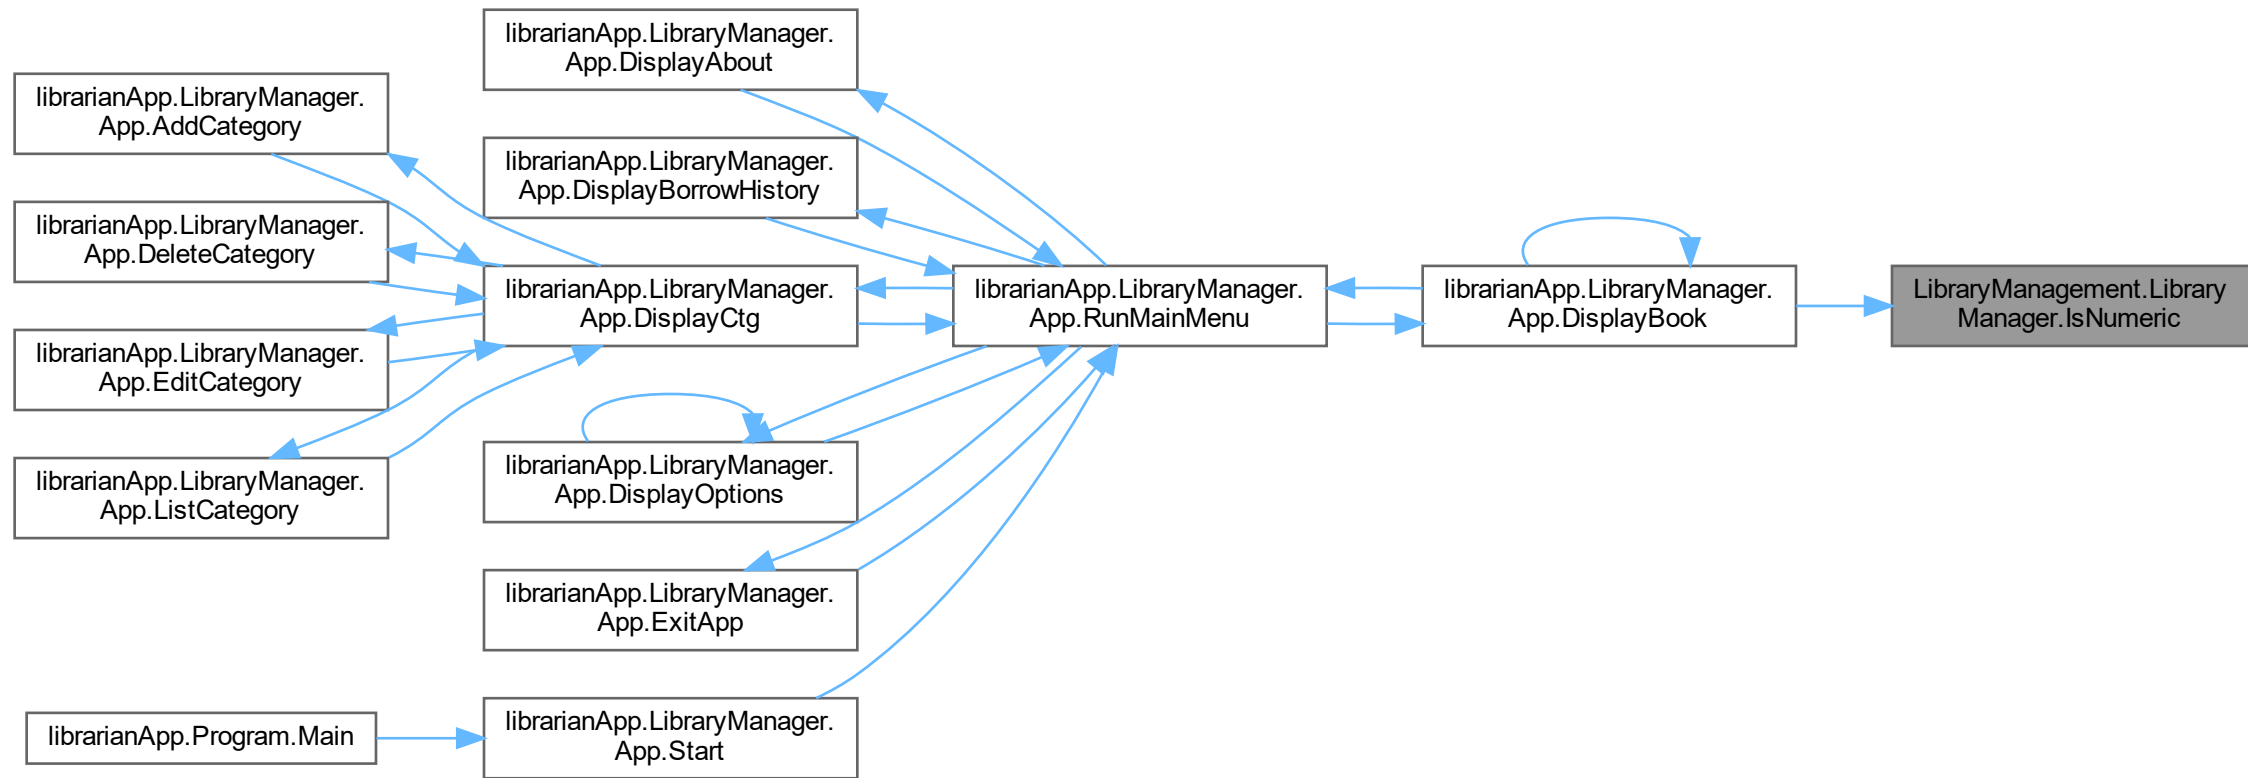 librarianApp.LibraryManager.
App.DisplayAbout
librarianApp.LibraryManager.
App.AddCategory
librarianApp.LibraryManager.
App.DisplayBorrowHistory
librarianApp.LibraryManager.
App.DeleteCategory
librarianApp.LibraryManager.
App.DisplayCtg
librarianApp.LibraryManager.
App.RunMainMenu
librarianApp.LibraryManager.
App.DisplayBook
LibraryManagement.Library
Manager.IsNumeric
librarianApp.LibraryManager.
App.EditCategory
librarianApp.LibraryManager.
App.DisplayOptions
librarianApp.LibraryManager.
App.ListCategory
librarianApp.LibraryManager.
App.ExitApp
librarianApp.Program.Main
librarianApp.LibraryManager.
App.Start